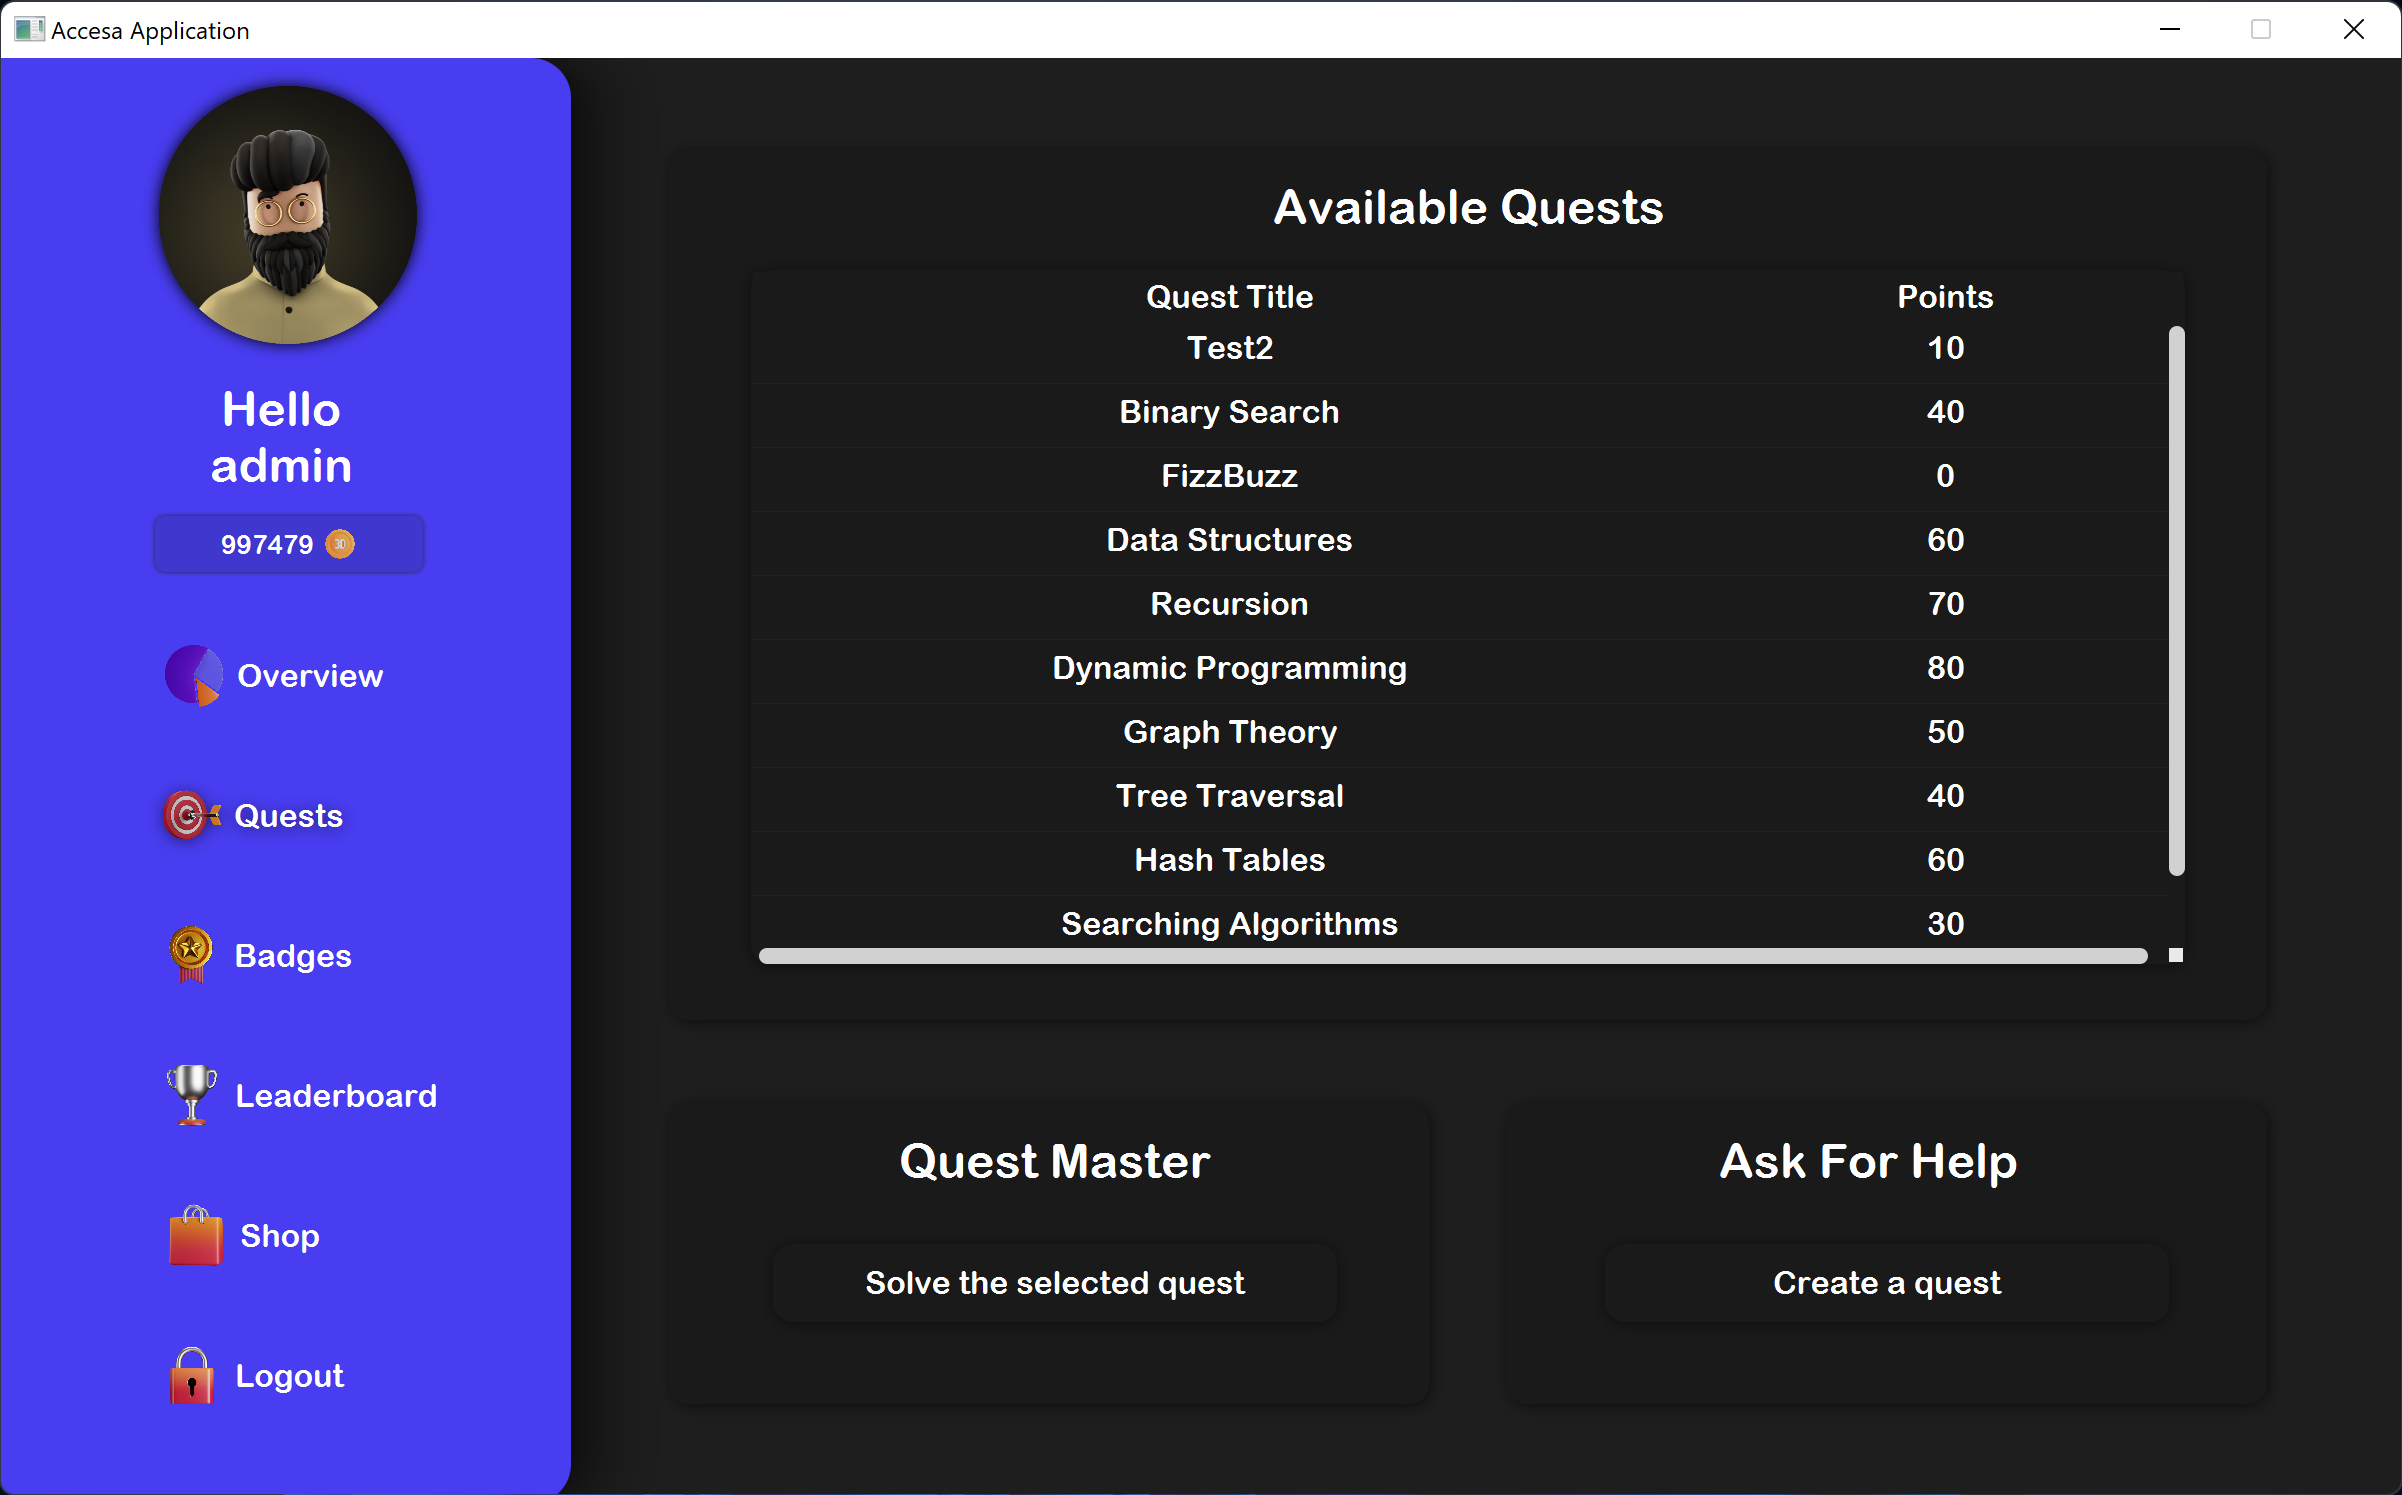 Accesa Application
Hello
admin
997479
Overview
Quests
Badges
Leaderboard
Shop
Logout
Available Quests
Quest Title Points
Test2 10
Binary Search 40
FizzBuzz 0
Data Structures 60
Recursion 70
Dynamic Programming 80
Graph Theory 50
Tree Traversal 40
Hash Tables 60
Searching Algorithms 30
Quest Master
Solve the selected quest
Ask For Help
Create a quest